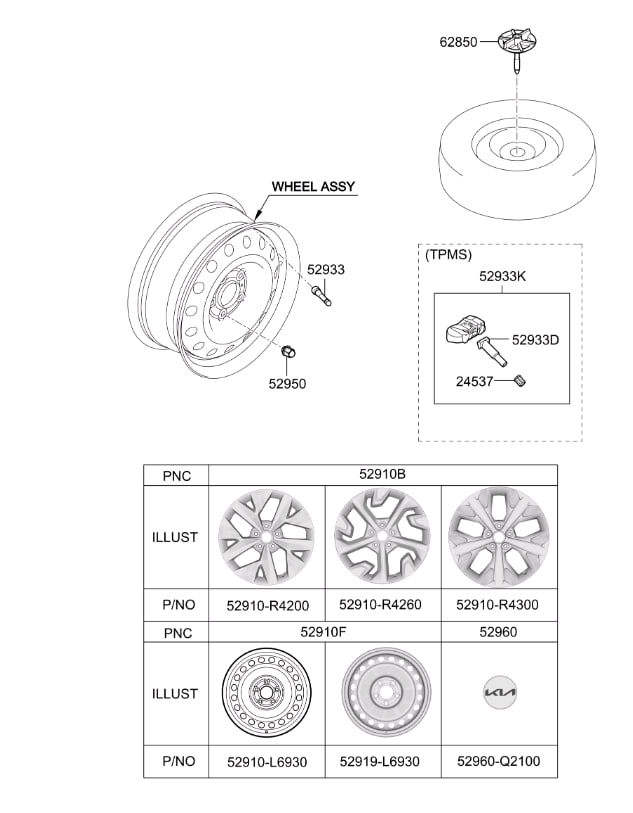 62850
WHEEL ASSY
52933
52950
(TPMS)
52933K
52933D
24537
PNC 52910B
ILLUST
P/NO 52910-R4200 52910-R4260 52910-R4300
PNC 52910F 52960
ILLUST KIA
P/NO 52910-L6930 52919-L6930 52960-Q2100